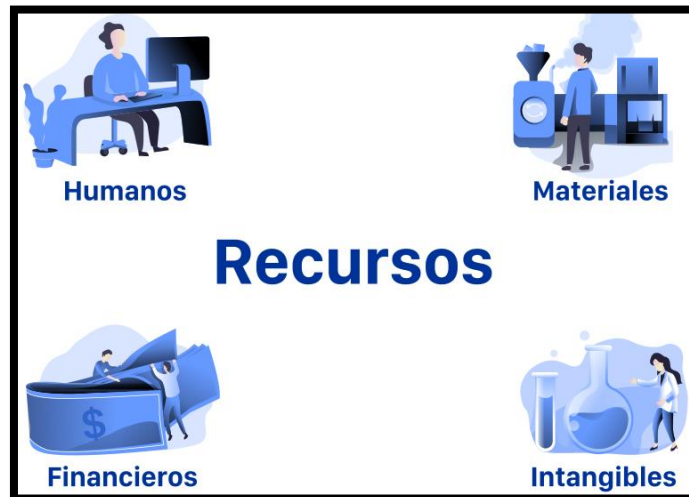 Humanos
Materiales
Recursos
$
Financieros
Intangibles